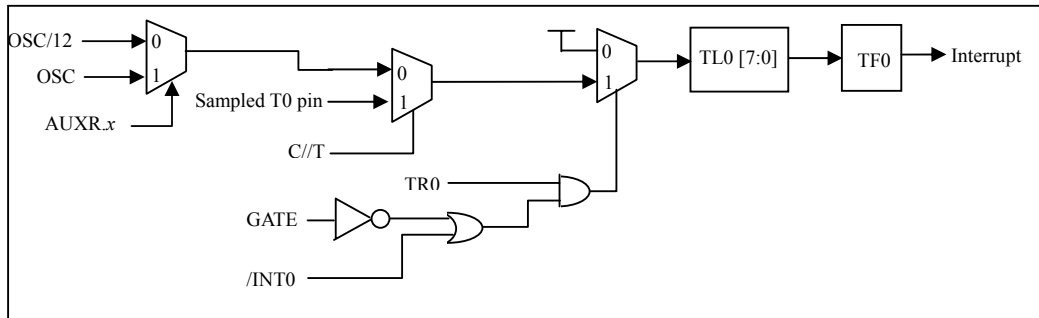 OSC/12
0
OSC
1
AUXR.x
0
Sampled T0 pin
1
C//T
0
1
TL0 [7:0]
TF0
Interrupt
TR0
GATE
/INT0